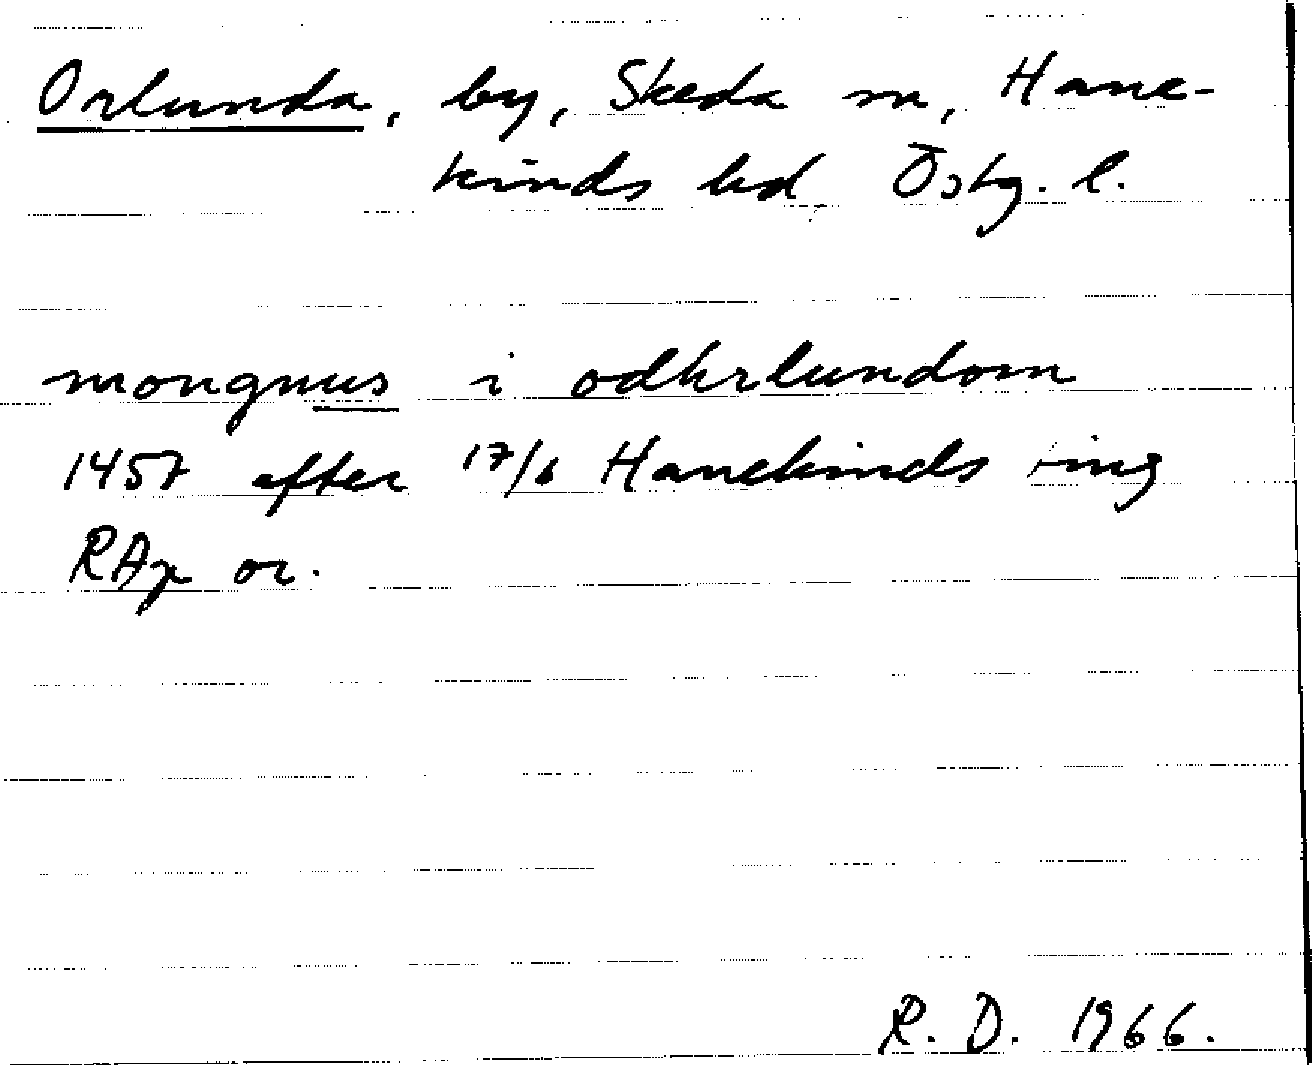 Orlunda, by, Skeda sn, Hane-
kinds hd, Östg. l.
mongnus i odhrlundom
1457 efter 17/6 Hanekinds ting
RAp or.
R. D. 1966.